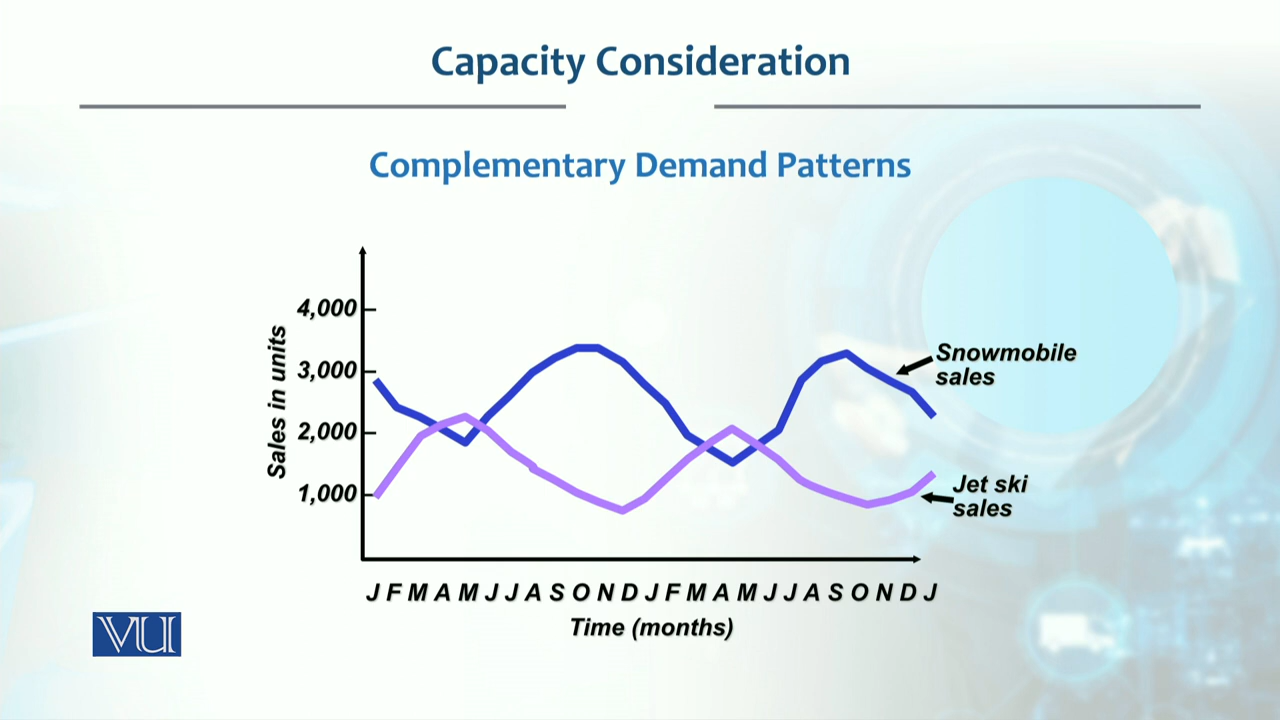 Capacity Consideration
Complementary Demand Patterns
4,000
3,000
2,000
1,000
Sales in units
Snowmobile
sales
Jet ski
sales
J F M A M J J A S O N D J F M A M J J A S O N D J
Time (months)
VU